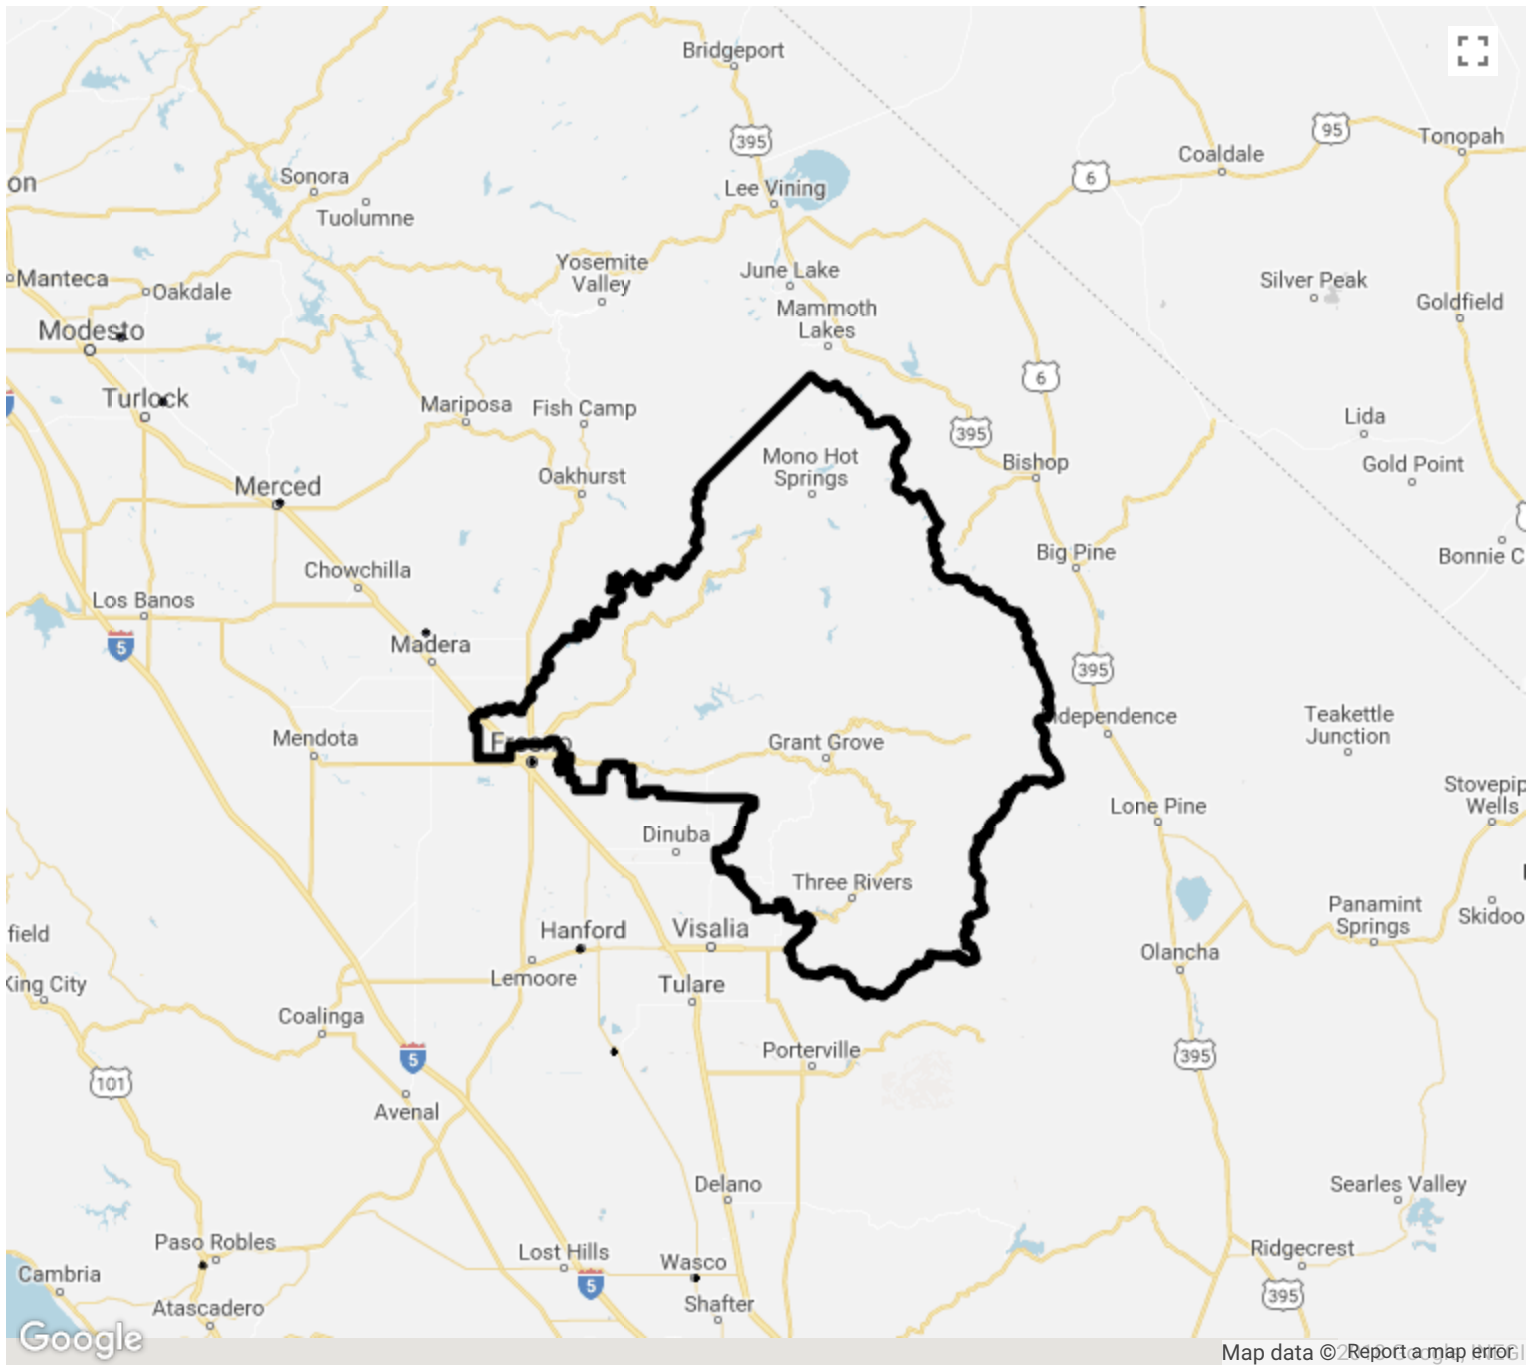 Bridgeport
395
95
Tonopah
Coaldale
6
on
Sonora
Lee Vining
Tuolumne
Yosemite
Valley
June Lake
Manteca
Oakdale
Silver Peak
Goldfield
Mammoth
Lakes
Modesto
6
Turlock
Mariposa
Fish Camp
Lida
395
Mono Hot
Springs
Bishop
Gold Point
Oakhurst
Merced
Big Pine
Bonnie C
Chowchilla
Los Banos
5
Madera
395
Independence
Teakettle
Junction
Mendota
Grant Grove
Stovepip
Wells
Lone Pine
Dinuba
Three Rivers
Panamint
Springs
Skidoo
field
Hanford
Visalia
Olancha
King City
Lemoore
Tulare
Coalinga
Porterville
5
395
101
Avenal
Delano
Searles Valley
Paso Robles
Lost Hills
Wasco
Ridgecrest
Cambria
5
395
Atascadero
Shafter
Google
Map data ©
Report a map error